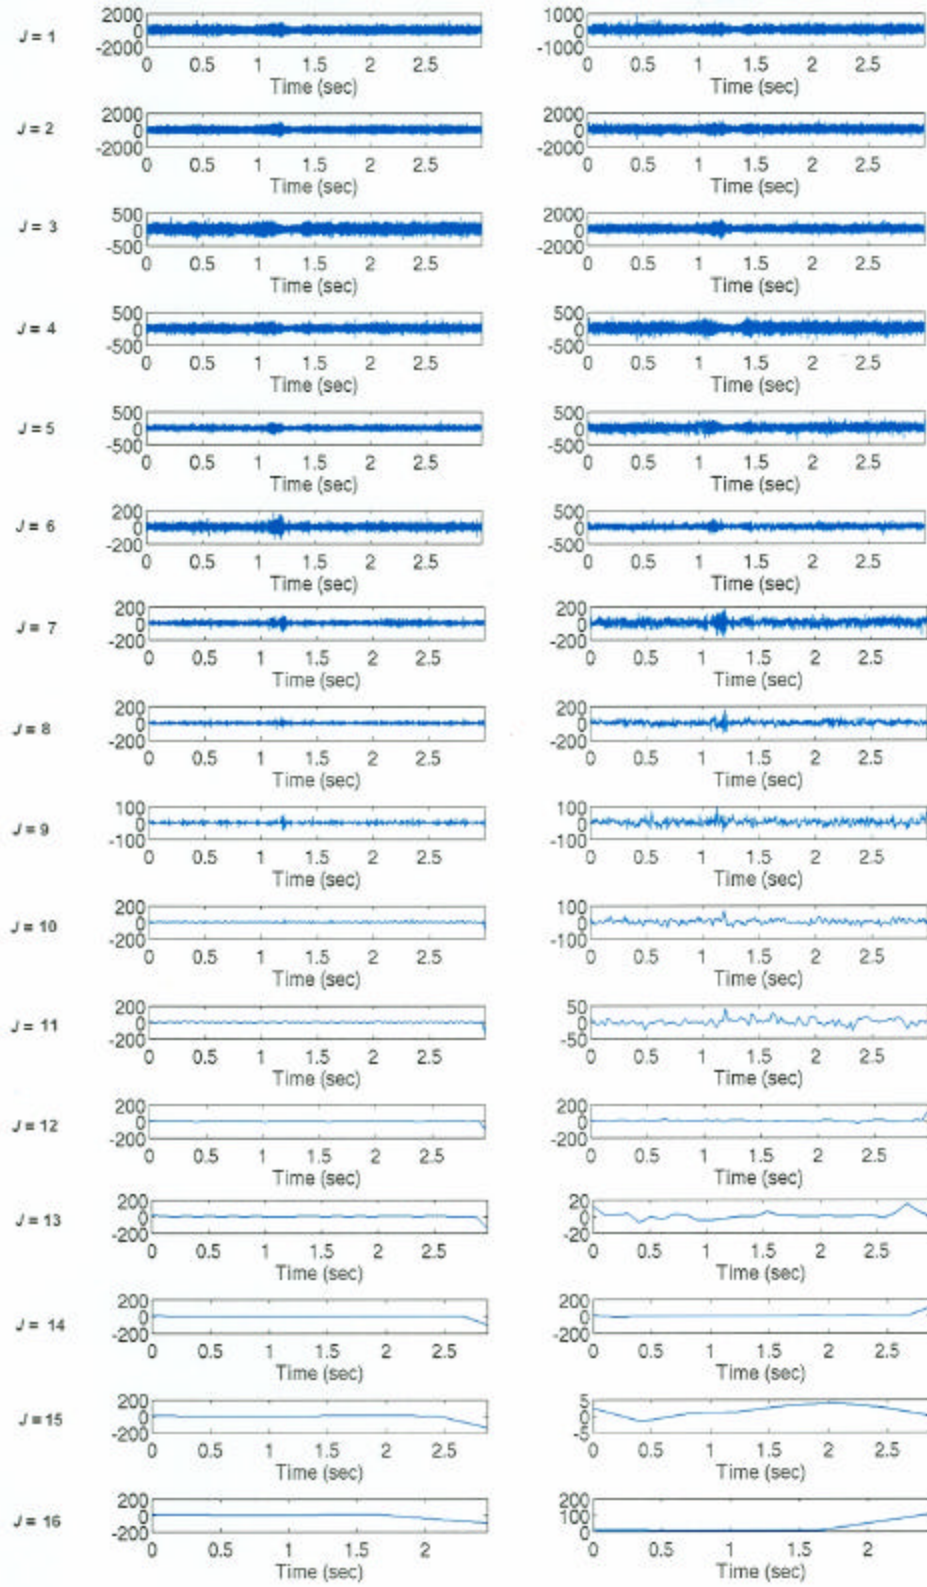 2000 1000
J = 1 0 0
-2000 -1000
0 0.5 1 1.5 2 2.5 0 0.5 1 1.5 2 2.5
Time (sec) Time (sec)
2000 2000
J = 2 0 0
-2000 -2000
0 0.5 1 1.5 2 2.5 0 0.5 1 1.5 2 2.5
Time (sec) Time (sec)
500 2000
J = 3 0 0
-500 -2000
0 0.5 1 1.5 2 2.5 0 0.5 1 1.5 2 2.5
Time (sec) Time (sec)
500 500
J = 4 0 0
-500 -500
0 0.5 1 1.5 2 2.5 0 0.5 1 1.5 2 2.5
Time (sec) Time (sec)
500 500
J = 5 0 0
-500 -500
0 0.5 1 1.5 2 2.5 0 0.5 1 1.5 2 2.5
Time (sec) Time (sec)
200 500
J = 6 0 0
-200 -500
0 0.5 1 1.5 2 2.5 0 0.5 1 1.5 2 2.5
Time (sec) Time (sec)
200 200
J = 7 0 0
-200 -200
0 0.5 1 1.5 2 2.5 0 0.5 1 1.5 2 2.5
Time (sec) Time (sec)
200 200
J = 8 0 0
-200 -200
0 0.5 1 1.5 2 2.5 0 0.5 1 1.5 2 2.5
Time (sec) Time (sec)
100 100
J = 9 0 0
-100 -100
0 0.5 1 1.5 2 2.5 0 0.5 1 1.5 2 2.5
Time (sec) Time (sec)
200 100
J = 10 0 0
-200 -100
0 0.5 1 1.5 2 2.5 0 0.5 1 1.5 2 2.5
Time (sec) Time (sec)
200 50
J = 11 0 0
-200 -50
0 0.5 1 1.5 2 2.5 0 0.5 1 1.5 2 2.5
Time (sec) Time (sec)
200 200
J = 12 0 0
-200 -200
0 0.5 1 1.5 2 2.5 0 0.5 1 1.5 2 2.5
Time (sec) Time (sec)
200 20
J = 13 0 0
-200 -20
0 0.5 1 1.5 2 2.5 0 0.5 1 1.5 2 2.5
Time (sec) Time (sec)
200 200
J = 14 0 0
-200 -200
0 0.5 1 1.5 2 2.5 0 0.5 1 1.5 2 2.5
Time (sec) Time (sec)
200 5
J = 15 0 0
-200 -5
0 0.5 1 1.5 2 2.5 0 0.5 1 1.5 2 2.5
Time (sec) Time (sec)
200 200
J = 16 0 100
-200 0
0 0.5 1 1.5 2 0 0.5 1 1.5 2
Time (sec) Time (sec)